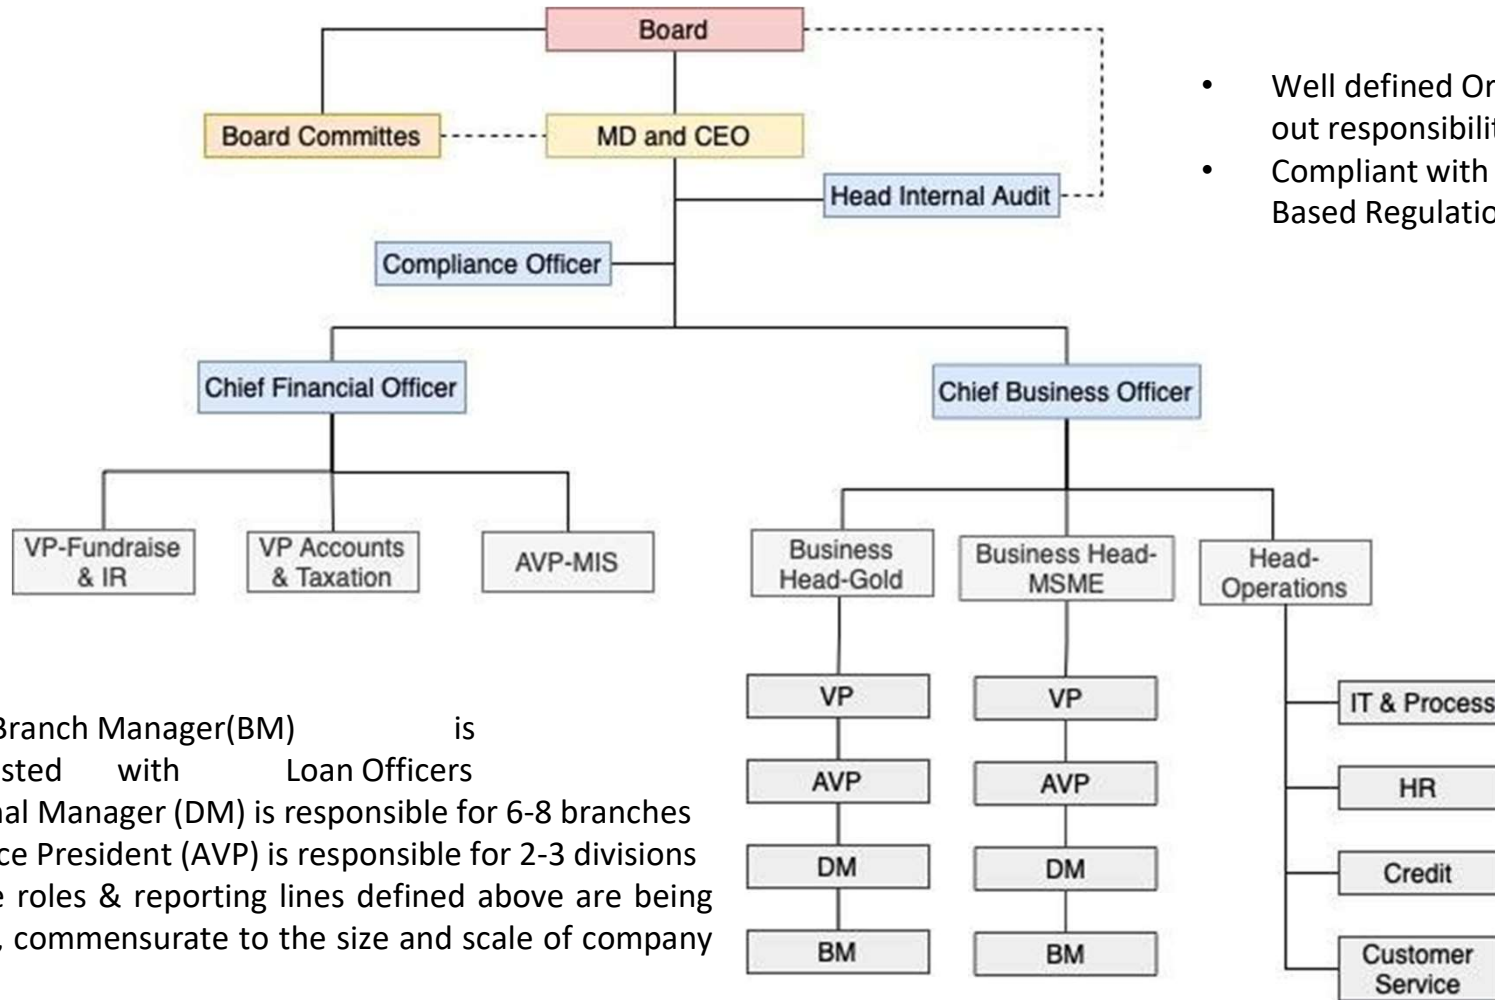 Board
Board Committes
MD and CEO
Head Internal Audit
Compliance Officer
• Well defined Or
out responsibilit
• Compliant with
Based Regulatio
Chief Financial Officer
Chief Business Officer
VP-Fundraise
& IR
VP Accounts
& Taxation
AVP-MIS
Business
Head-Gold
Business Head-
MSME
Head-
Operations
VP
AVP
DM
BM
VP
AVP
DM
BM
IT & Process
HR
Credit
Customer
Service
Branch Manager(BM) is
sted with Loan Officers
nal Manager (DM) is responsible for 6-8 branches
ce President (AVP) is responsible for 2-3 divisions
e roles & reporting lines defined above are being
, commensurate to the size and scale of company